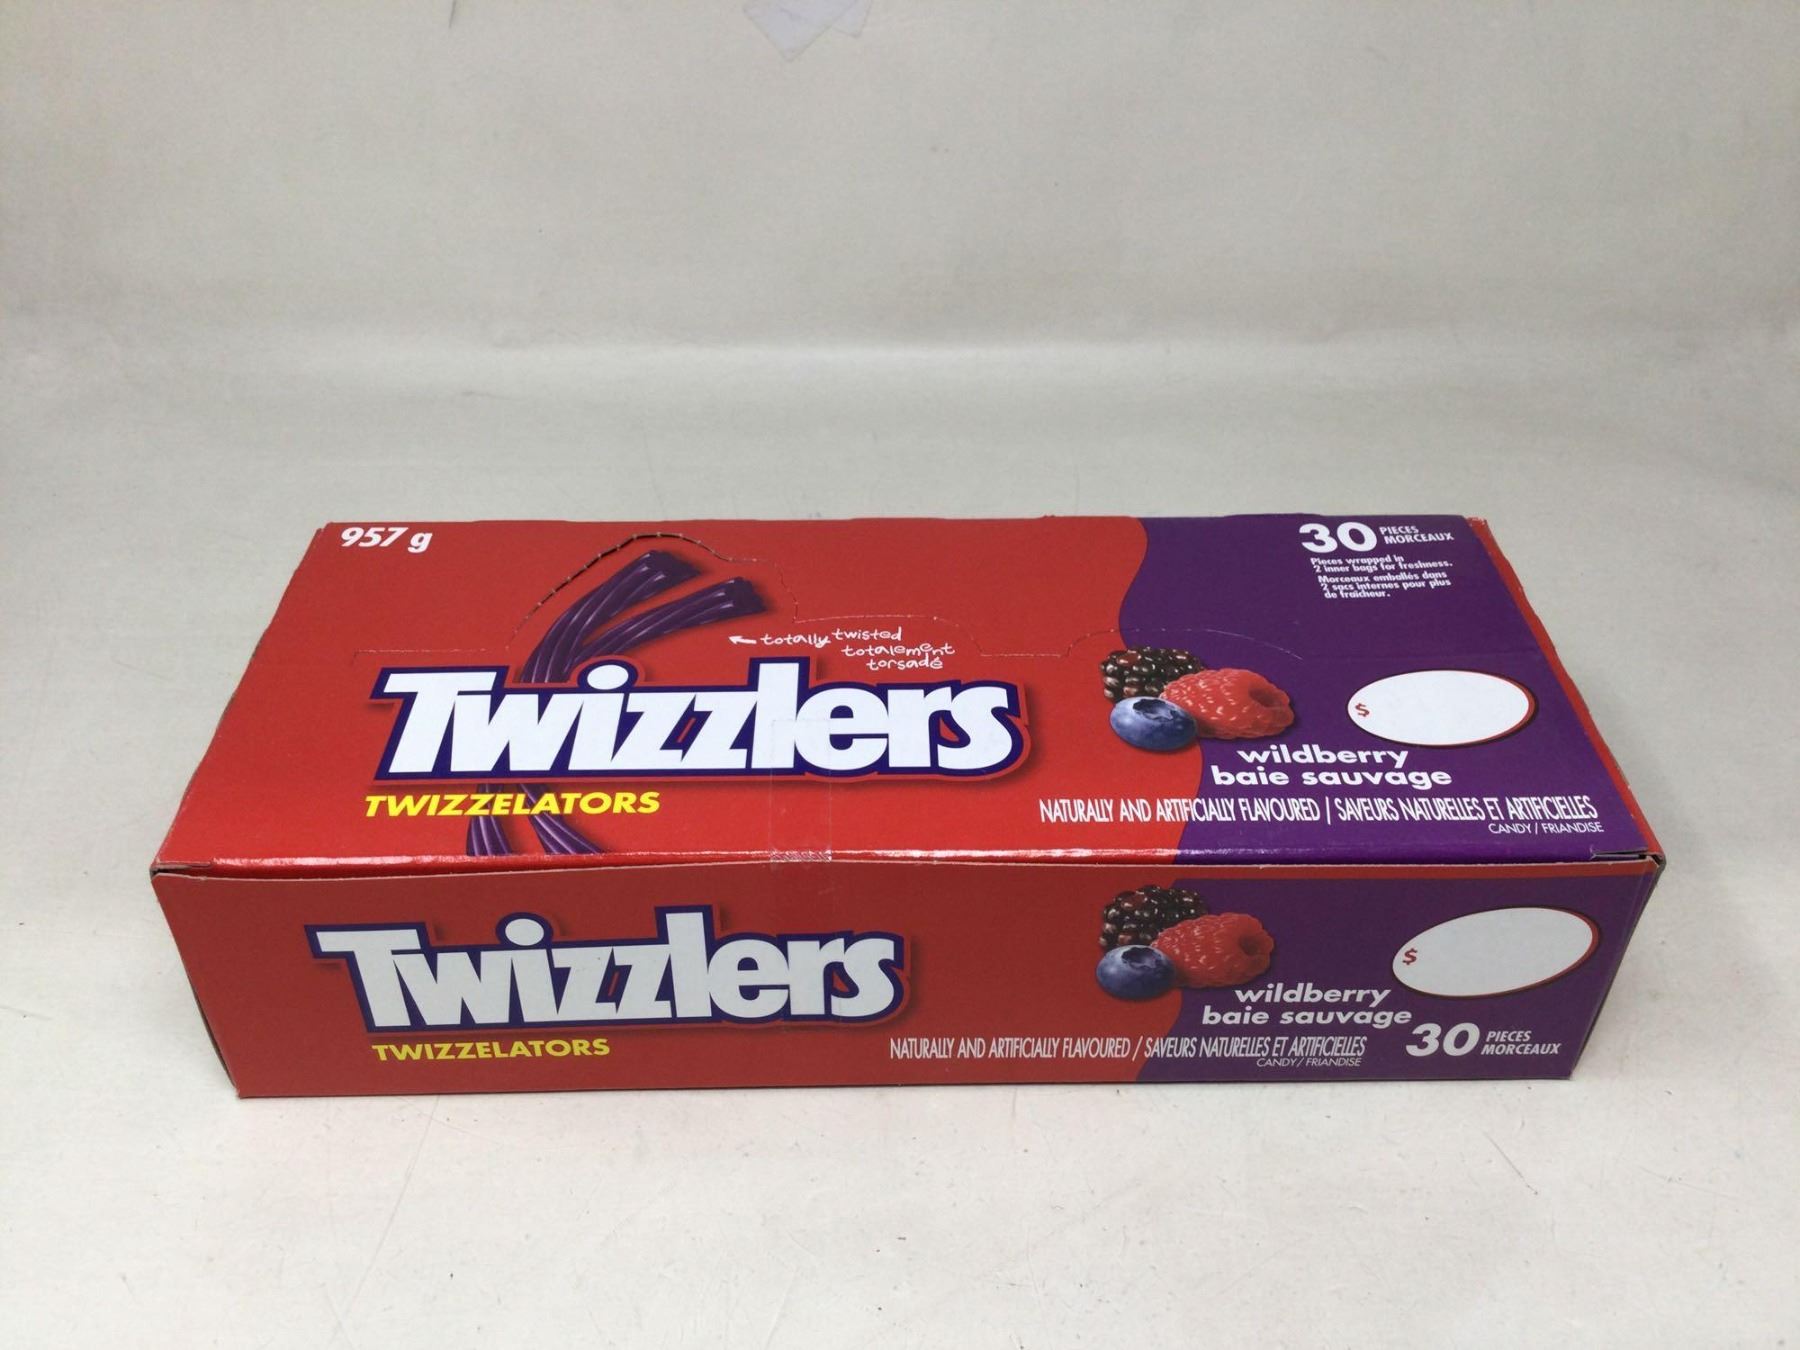 957 g
30 PIECES
MORCEAUX
Pieces wrapped in
2 inner bags for freshness.
Morceaux emballés dans
2 sacs internes pour plus
de fraîcheur.
totally twisted
totalement
torsadé
Twizzlers
TWIZZELATORS
$
wildberry
baie sauvage
NATURALLY AND ARTIFICIALLY FLAVOURED / SAVEURS NATURELLES ET ARTIFICIELLES
CANDY / FRIANDISE
Twizzlers
TWIZZELATORS
$
wildberry
baie sauvage
NATURALLY AND ARTIFICIALLY FLAVOURED / SAVEURS NATURELLES ET ARTIFICIELLES
CANDY / FRIANDISE
30 PIECES
MORCEAUX